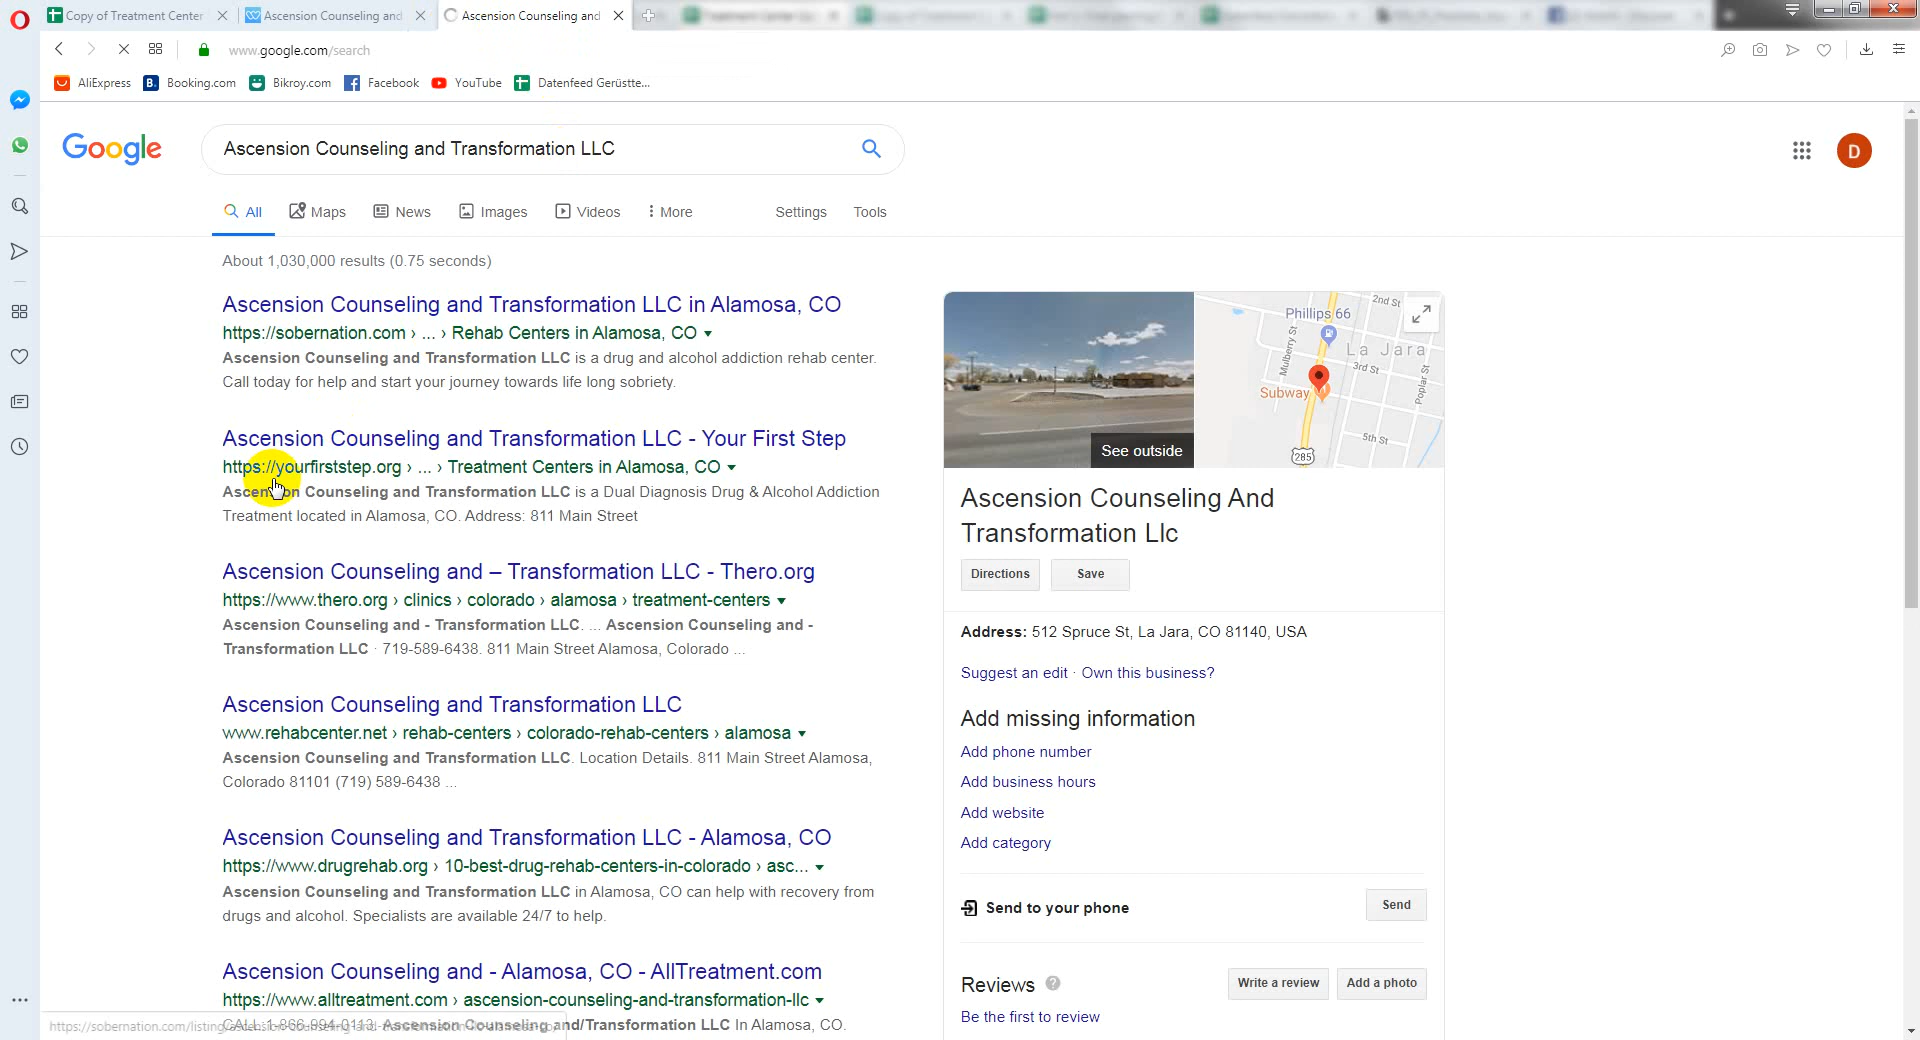 Copy of Treatment Center
Ascension Counseling and
Ascension Counseling and
www.google.com/search
AliExpress
Booking.com
Bikroy.com
Facebook
YouTube
Datenfeed Gerüstte...
Google
Ascension Counseling and Transformation LLC
D
All
Maps
News
Images
Videos
More
Settings
Tools
About 1,030,000 results (0.75 seconds)
Ascension Counseling and Transformation LLC in Alamosa, CO
https://sobernation.com › ... › Rehab Centers in Alamosa, CO
Ascension Counseling and Transformation LLC is a drug and alcohol addiction rehab center.
Call today for help and start your journey towards life long sobriety.
Ascension Counseling and Transformation LLC - Your First Step
https://yourfirststep.org › ... › Treatment Centers in Alamosa, CO
Ascension Counseling and Transformation LLC is a Dual Diagnosis Drug & Alcohol Addiction
Treatment located in Alamosa, CO. Address: 811 Main Street
Ascension Counseling and – Transformation LLC - Thero.org
https://www.thero.org › clinics › colorado › alamosa › treatment-centers
Ascension Counseling and - Transformation LLC. ... Ascension Counseling and -
Transformation LLC · 719-589-6438. 811 Main Street Alamosa, Colorado ...
Ascension Counseling and Transformation LLC
www.rehabcenter.net › rehab-centers › colorado-rehab-centers › alamosa
Ascension Counseling and Transformation LLC. Location Details. 811 Main Street Alamosa,
Colorado 81101 (719) 589-6438 ...
Ascension Counseling and Transformation LLC - Alamosa, CO
https://www.drugrehab.org › 10-best-drug-rehab-centers-in-colorado › asc...
Ascension Counseling and Transformation LLC in Alamosa, CO can help with recovery from
drugs and alcohol. Specialists are available 24/7 to help.
Ascension Counseling and - Alamosa, CO - AllTreatment.com
https://www.alltreatment.com › ascension-counseling-and-transformation-llc
CALL: 1-866-994-0113. Ascension Counseling and/Transformation LLC In Alamosa, CO.
Phillips 66
2nd St
Mulberry St
La Jara
3rd St
Poplar St
Subway
5th St
285
See outside
Ascension Counseling And
Transformation Llc
Directions
Save
Address: 512 Spruce St, La Jara, CO 81140, USA
Suggest an edit · Own this business?
Add missing information
Add phone number
Add business hours
Add website
Add category
Send to your phone
Send
Reviews
Write a review
Add a photo
Be the first to review